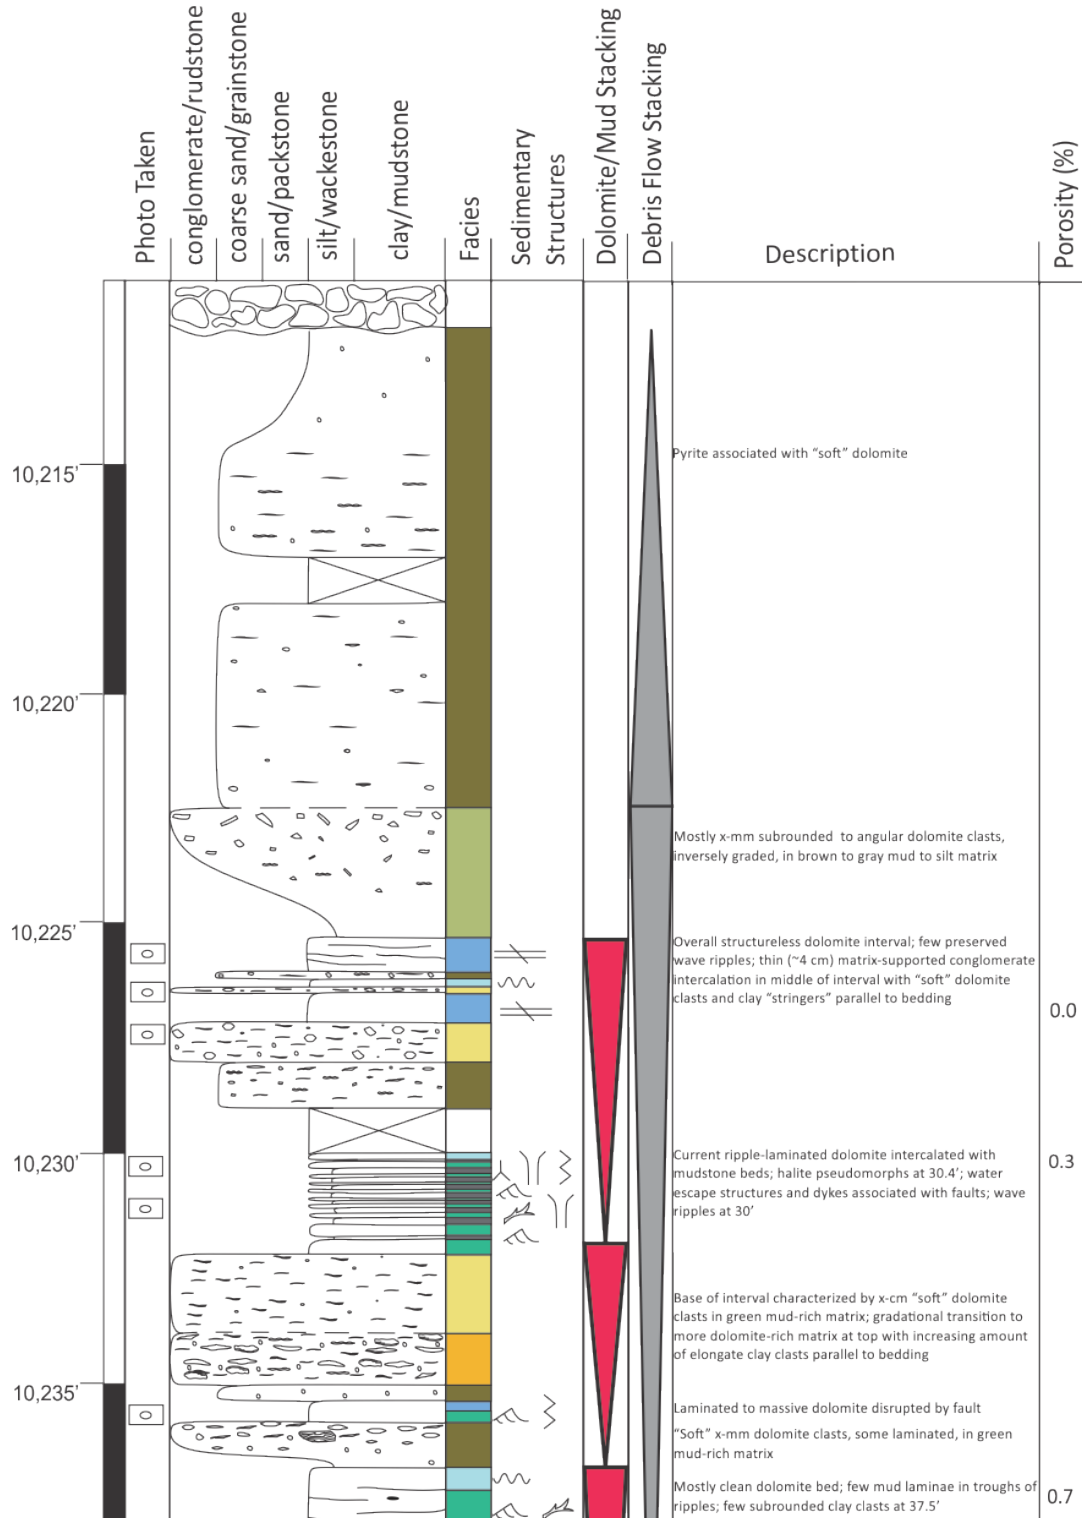 Photo Taken
conglomerate/rudstone
coarse sand/grainstone
sand/packstone
silt/wackestone
clay/mudstone
Facies
Sedimentary
Structures
Dolomite/Mud Stacking
Debris Flow Stacking
Description
Porosity (%)
10,215’
Pyrite associated with “soft” dolomite
10,220’
Mostly x-mm subrounded to angular dolomite clasts,
inversely graded, in brown to gray mud to silt matrix
10,225’
Overall structureless dolomite interval; few preserved
wave ripples; thin (~4 cm) matrix-supported conglomerate
intercalation in middle of interval with “soft” dolomite
clasts and clay “stringers” parallel to bedding
0.0
10,230’
Current ripple-laminated dolomite intercalated with
mudstone beds; halite pseudomorphs at 30.4’; water
escape structures and dykes associated with faults; wave
ripples at 30’
0.3
Base of interval characterized by x-cm “soft” dolomite
clasts in green mud-rich matrix; gradational transition to
more dolomite-rich matrix at top with increasing amount
of elongate clay clasts parallel to bedding
10,235’
Laminated to massive dolomite disrupted by fault
“Soft” x-mm dolomite clasts, some laminated, in green
mud-rich matrix
Mostly clean dolomite bed; few mud laminae in troughs of
ripples; few subrounded clay clasts at 37.5’
0.7